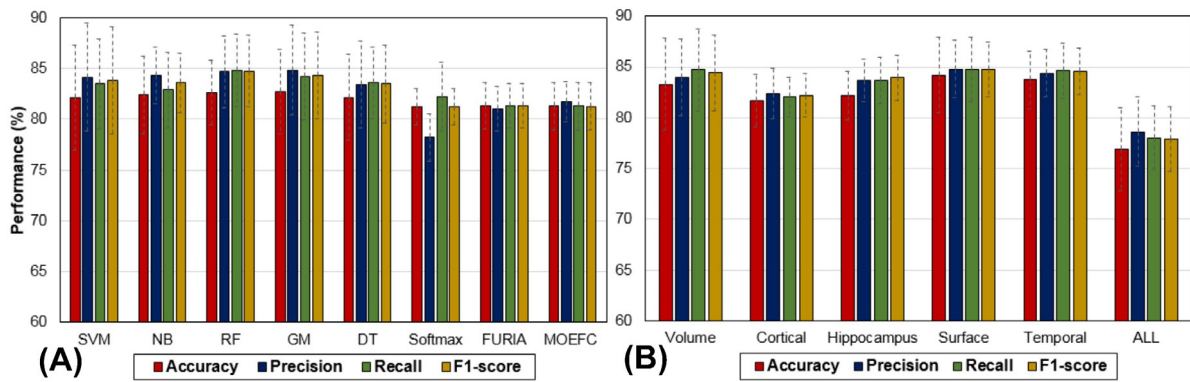 Performance (%)
90
85
80
75
70
65
60
SVM NB RF GM DT Softmax FURIA MOEFC
(A)
Accuracy Precision Recall F1-score
90
85
80
75
70
65
60
Volume Cortical Hippocampus Surface Temporal ALL
(B)
Accuracy Precision Recall F1-score